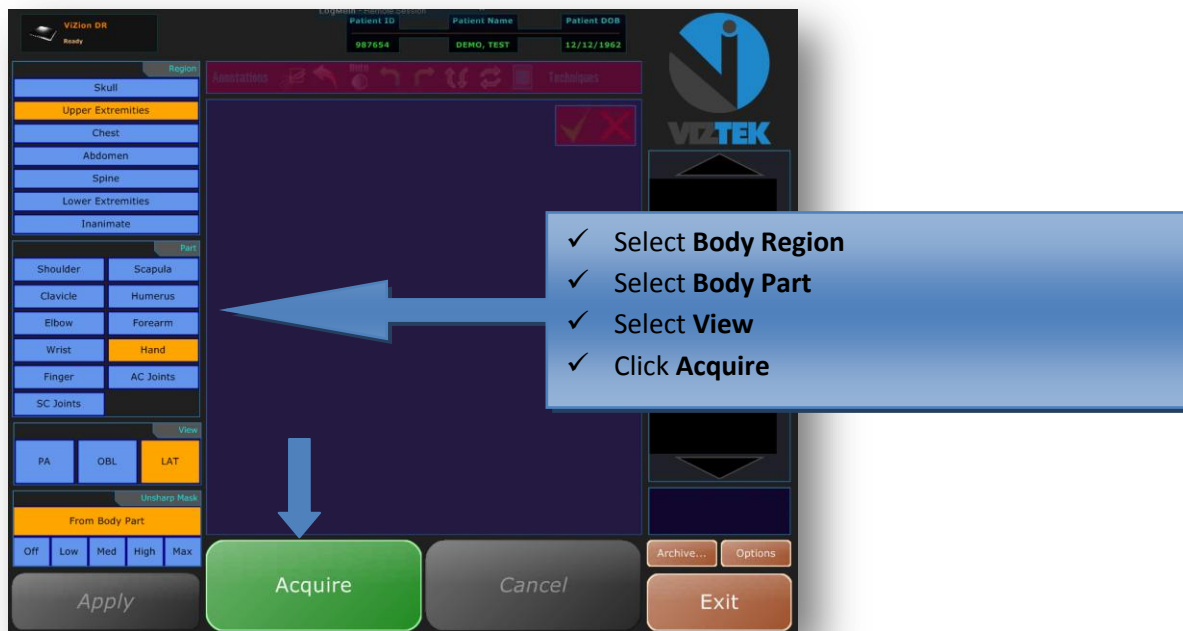 LogMeIn - Remote Session
ViZion DR
Ready
Patient ID Patient Name Patient DOB
987654 DEMO, TEST 12/12/1962
Region
Skull
Upper Extremities
Chest
Abdomen
Spine
Lower Extremities
Inanimate
Part
Shoulder Scapula
Clavicle Humerus
Elbow Forearm
Wrist Hand
Finger AC Joints
SC Joints
View
PA OBL LAT
Unsharp Mask
From Body Part
Off Low Med High Max
Apply
Annotations Techniques
VIZTEK
✓ Select Body Region
✓ Select Body Part
✓ Select View
✓ Click Acquire
Acquire Cancel
Archive... Options
Exit